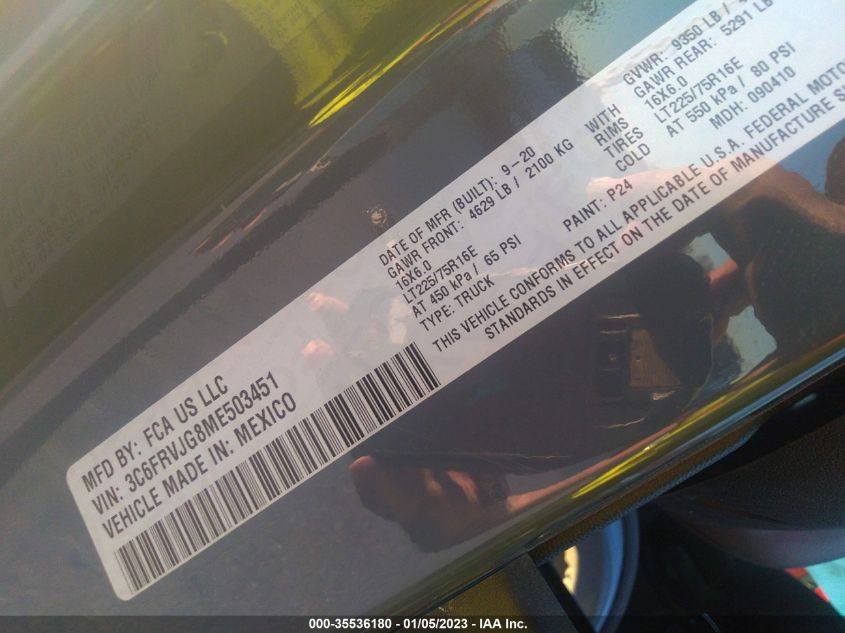 MFD BY: FCA US LLC
VIN: 3C6FRVJG8ME503451
VEHICLE MADE IN: MEXICO
DATE OF MFR (BUILT): 9-20
GAWR FRONT: 4629 LB / 2100 KG
16X6.0
LT225/75R16E
AT 450 kPa / 65 PSI
TYPE: TRUCK
PAINT: P24
WITH
RIMS
TIRES
COLD
GVWR: 9350 LB /
GAWR REAR: 5291 LB
16X6.0
LT225/75R16E
AT 550 kPa / 80 PSI
MDH: 090410
THIS VEHICLE CONFORMS TO ALL APPLICABLE U.S.A. FEDERAL MOTOR
STANDARDS IN EFFECT ON THE DATE OF MANUFACTURE
000-35536180 - 01/05/2023 - IAA Inc.